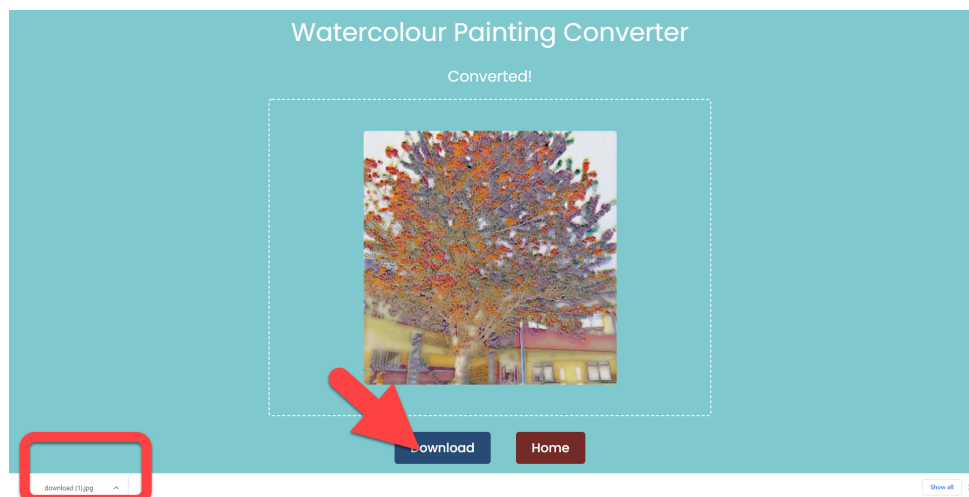 Watercolour Painting Converter
Converted!
Download
Home
download (1).jpg
Show all